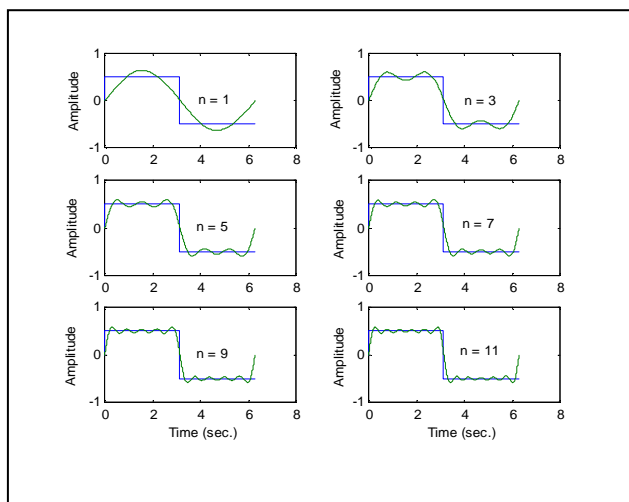 1
0
-1
Amplitude
n = 1
0 2 4 6 8
1
0
-1
Amplitude
n = 3
0 2 4 6 8
1
0
-1
Amplitude
n = 5
0 2 4 6 8
1
0
-1
Amplitude
n = 7
0 2 4 6 8
1
0
-1
Amplitude
n = 9
0 2 4 6 8
Time (sec.)
1
0
-1
Amplitude
n = 11
0 2 4 6 8
Time (sec.)